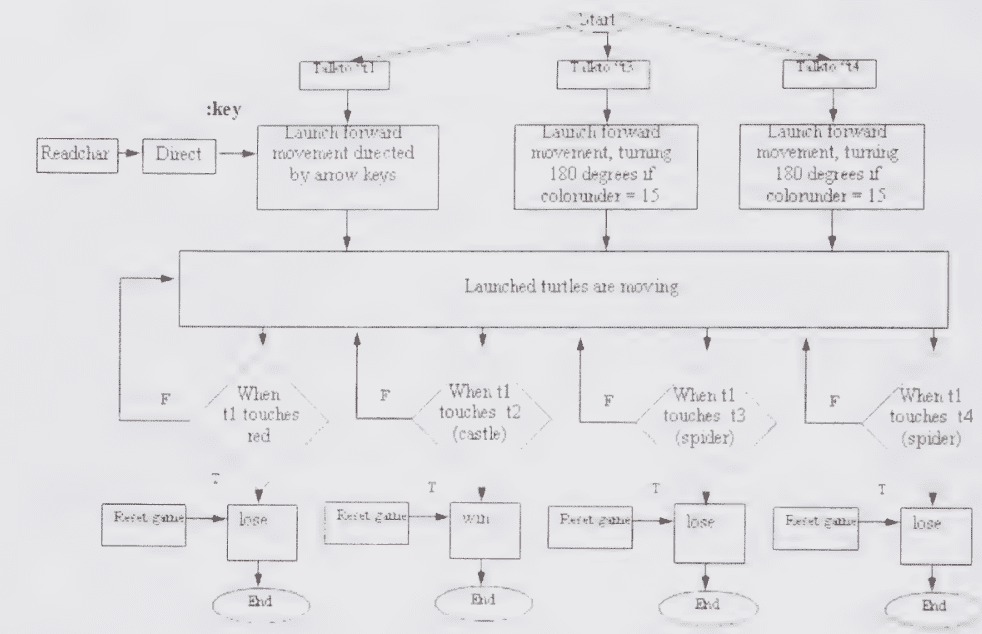 Start
Talkto "t1
Talkto "t3
Talkto "t4
:key
Readchar
Direct
Launch forward
movement directed
by arrow keys
Launch forward
movement, turning
180 degrees if
colorunder = 15
Launch forward
movement, turning
180 degrees if
colorunder = 15
Launched turtles are moving
F
When
t1 touches
red
F
When t1
touches t2
(castle)
F
When t1
touches t3
(spider)
F
When t1
touches t4
(spider)
T
T
T
T
Reset game
lose
Reset game
win
Reset game
lose
Reset game
lose
End
End
End
End